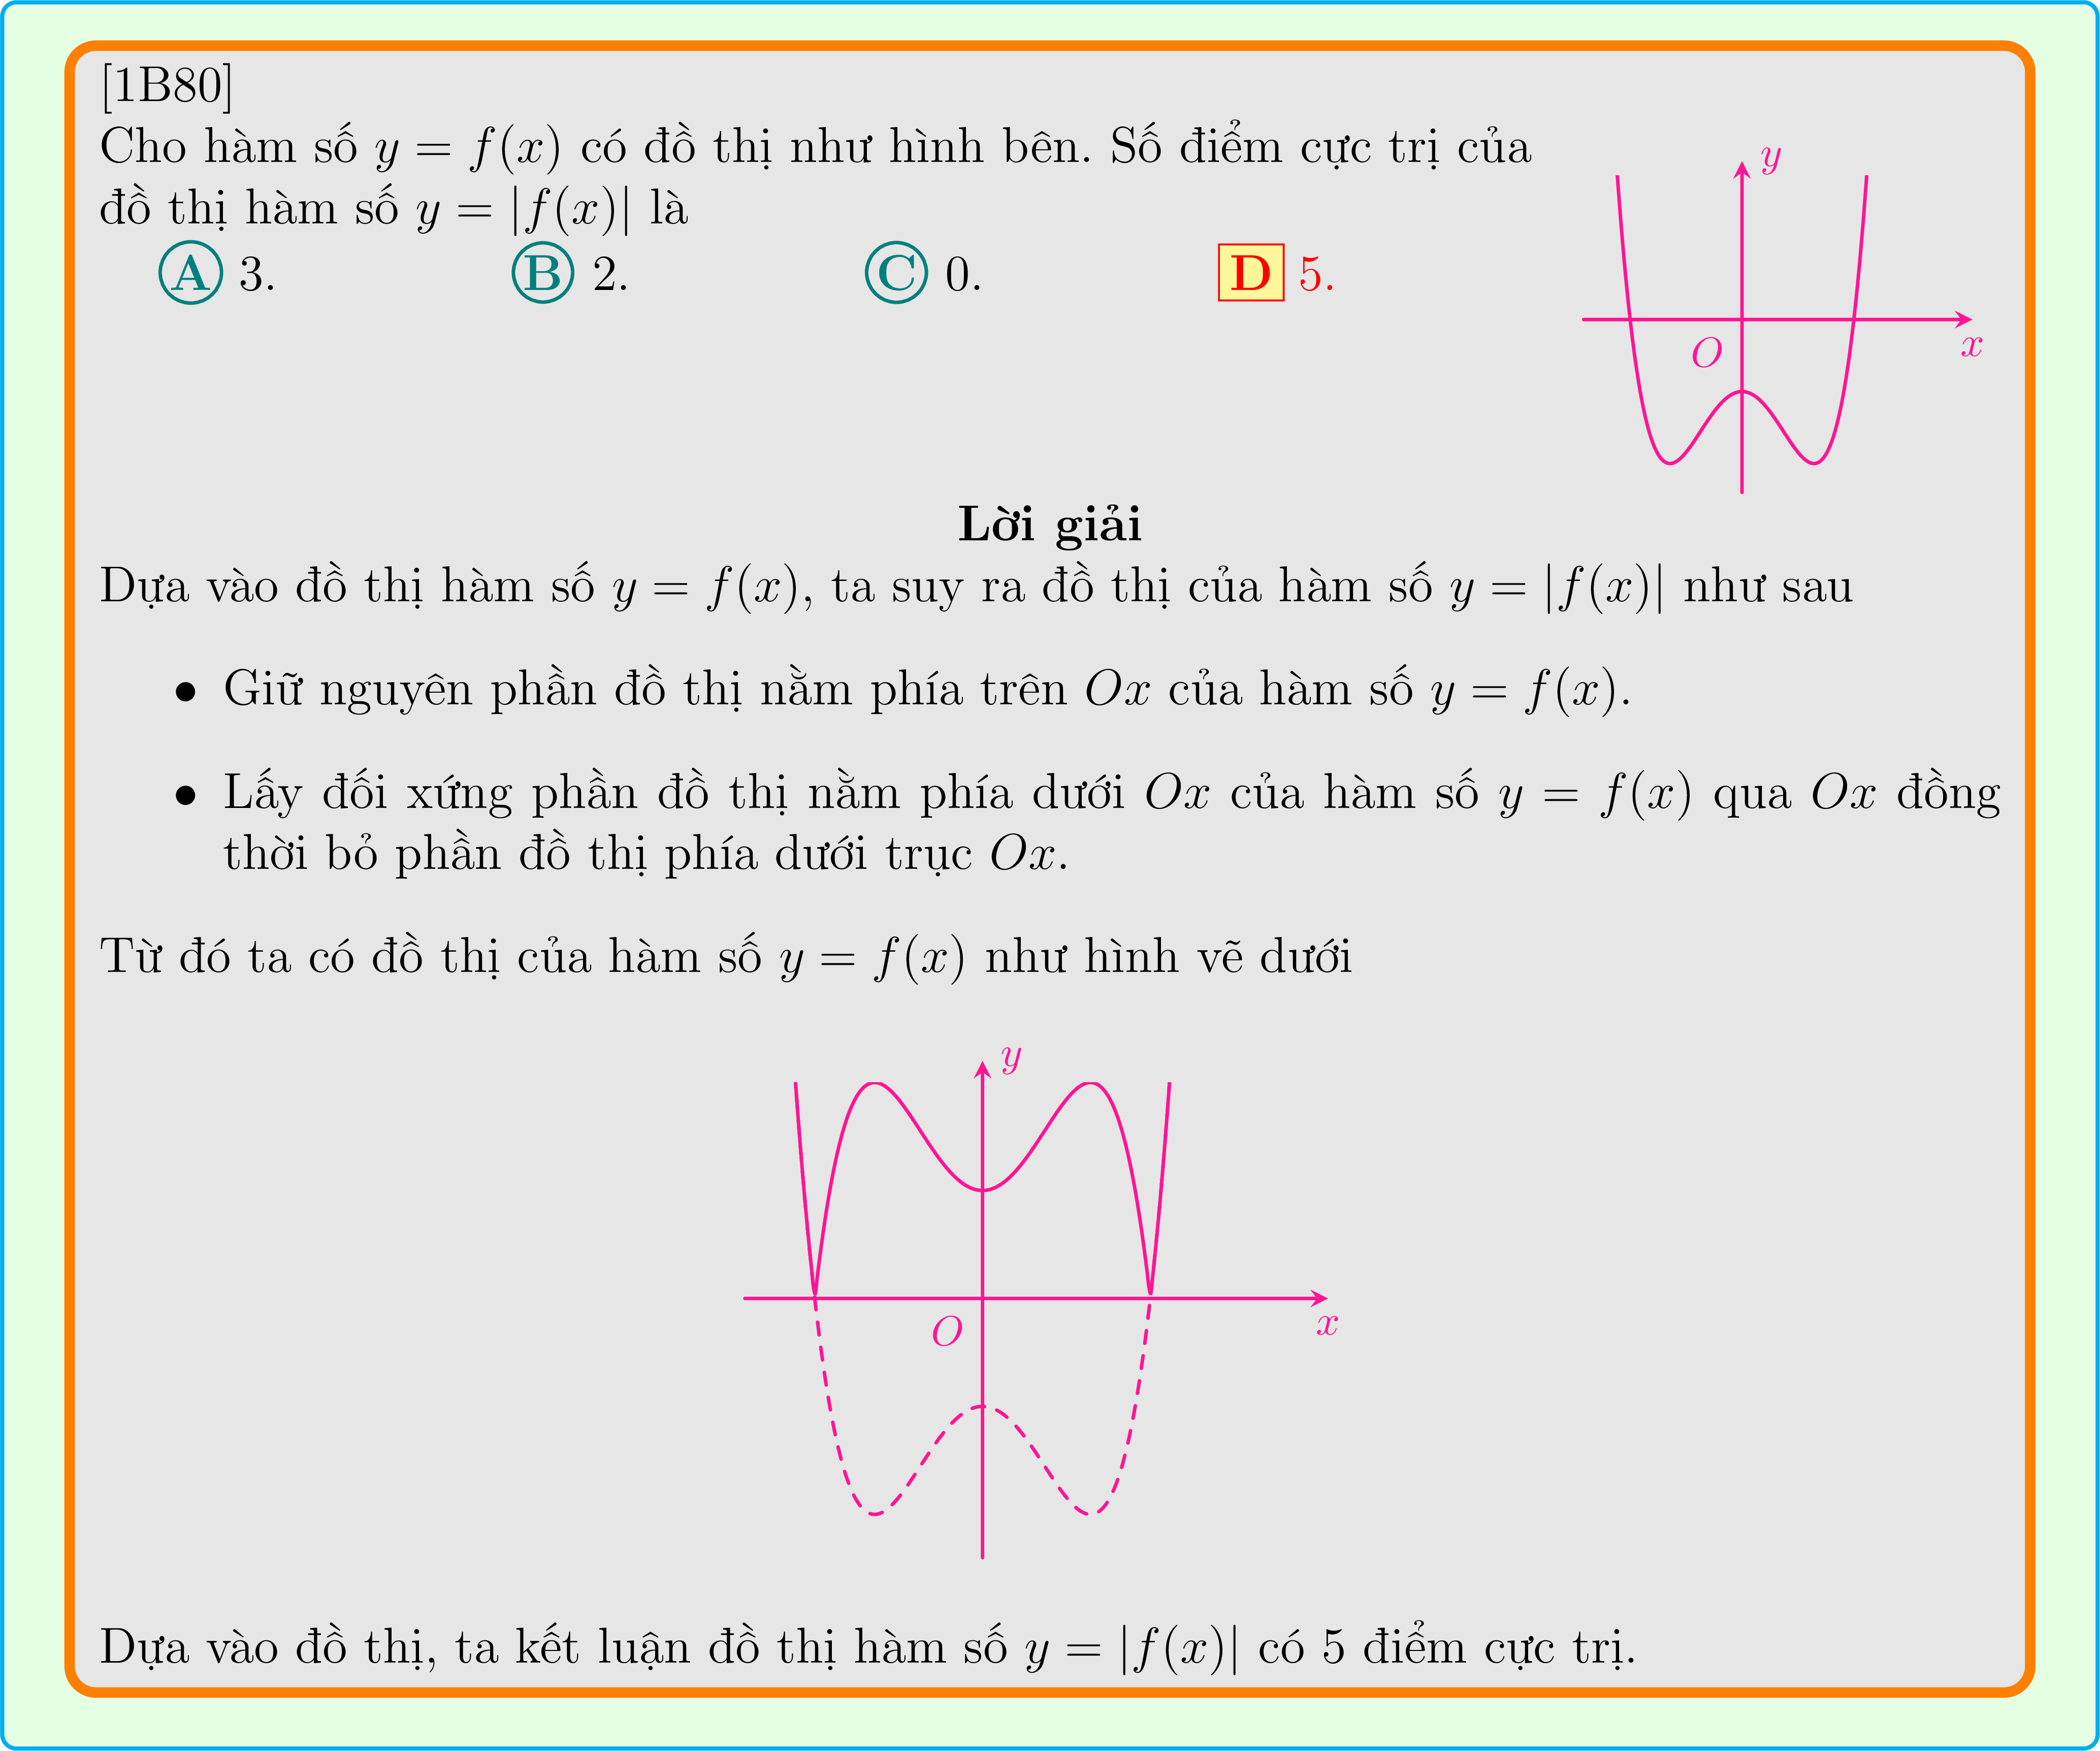 [1B80]
Cho hàm số y = f(x) có đồ thị như hình bên. Số điểm cực trị của
đồ thị hàm số y = |f(x)| là
A 3. B 2. C 0. D 5.
y
O
x
Lời giải
Dựa vào đồ thị hàm số y = f(x), ta suy ra đồ thị của hàm số y = |f(x)| như sau
• Giữ nguyên phần đồ thị nằm phía trên Ox của hàm số y = f(x).
• Lấy đối xứng phần đồ thị nằm phía dưới Ox của hàm số y = f(x) qua Ox đồng
thời bỏ phần đồ thị phía dưới trục Ox.
Từ đó ta có đồ thị của hàm số y = f(x) như hình vẽ dưới
y
O
x
Dựa vào đồ thị, ta kết luận đồ thị hàm số y = |f(x)| có 5 điểm cực trị.